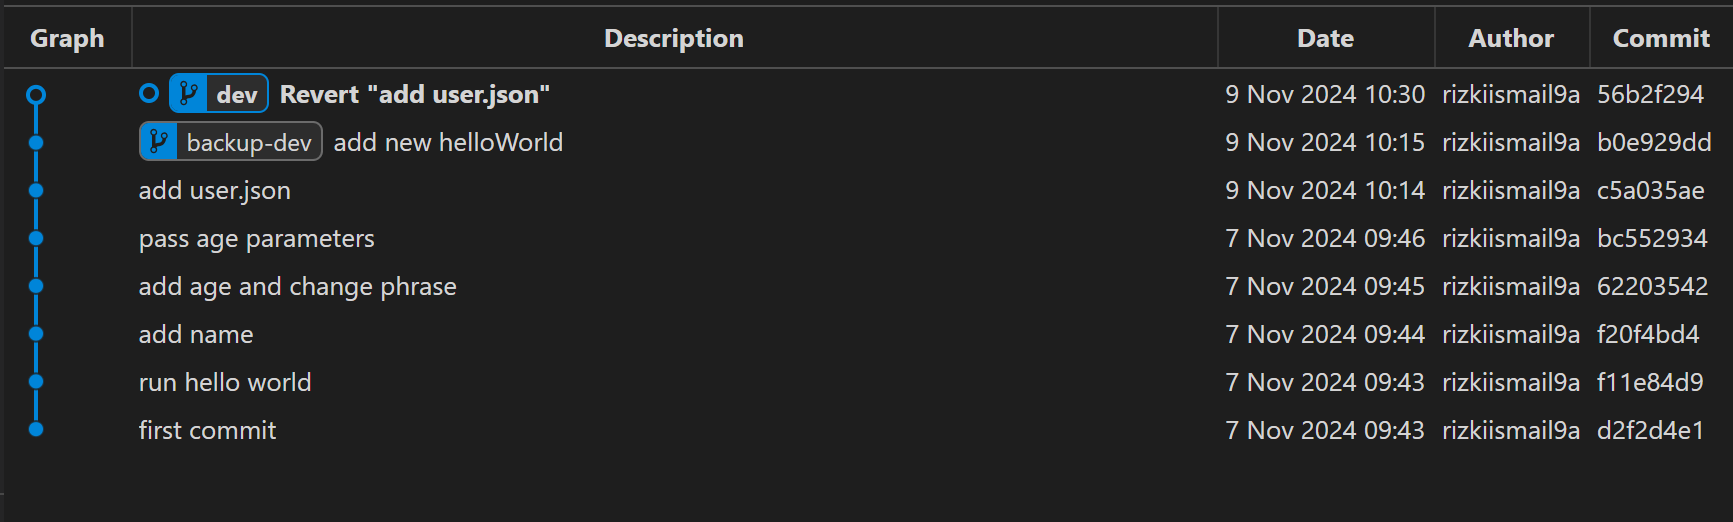 Graph Description Date Author Commit
dev Revert "add user.json" 9 Nov 2024 10:30 rizkiismail9a 56b2f294
backup-dev add new helloWorld 9 Nov 2024 10:15 rizkiismail9a b0e929dd
add user.json 9 Nov 2024 10:14 rizkiismail9a c5a035ae
pass age parameters 7 Nov 2024 09:46 rizkiismail9a bc552934
add age and change phrase 7 Nov 2024 09:45 rizkiismail9a 62203542
add name 7 Nov 2024 09:44 rizkiismail9a f20f4bd4
run hello world 7 Nov 2024 09:43 rizkiismail9a f11e84d9
first commit 7 Nov 2024 09:43 rizkiismail9a d2f2d4e1